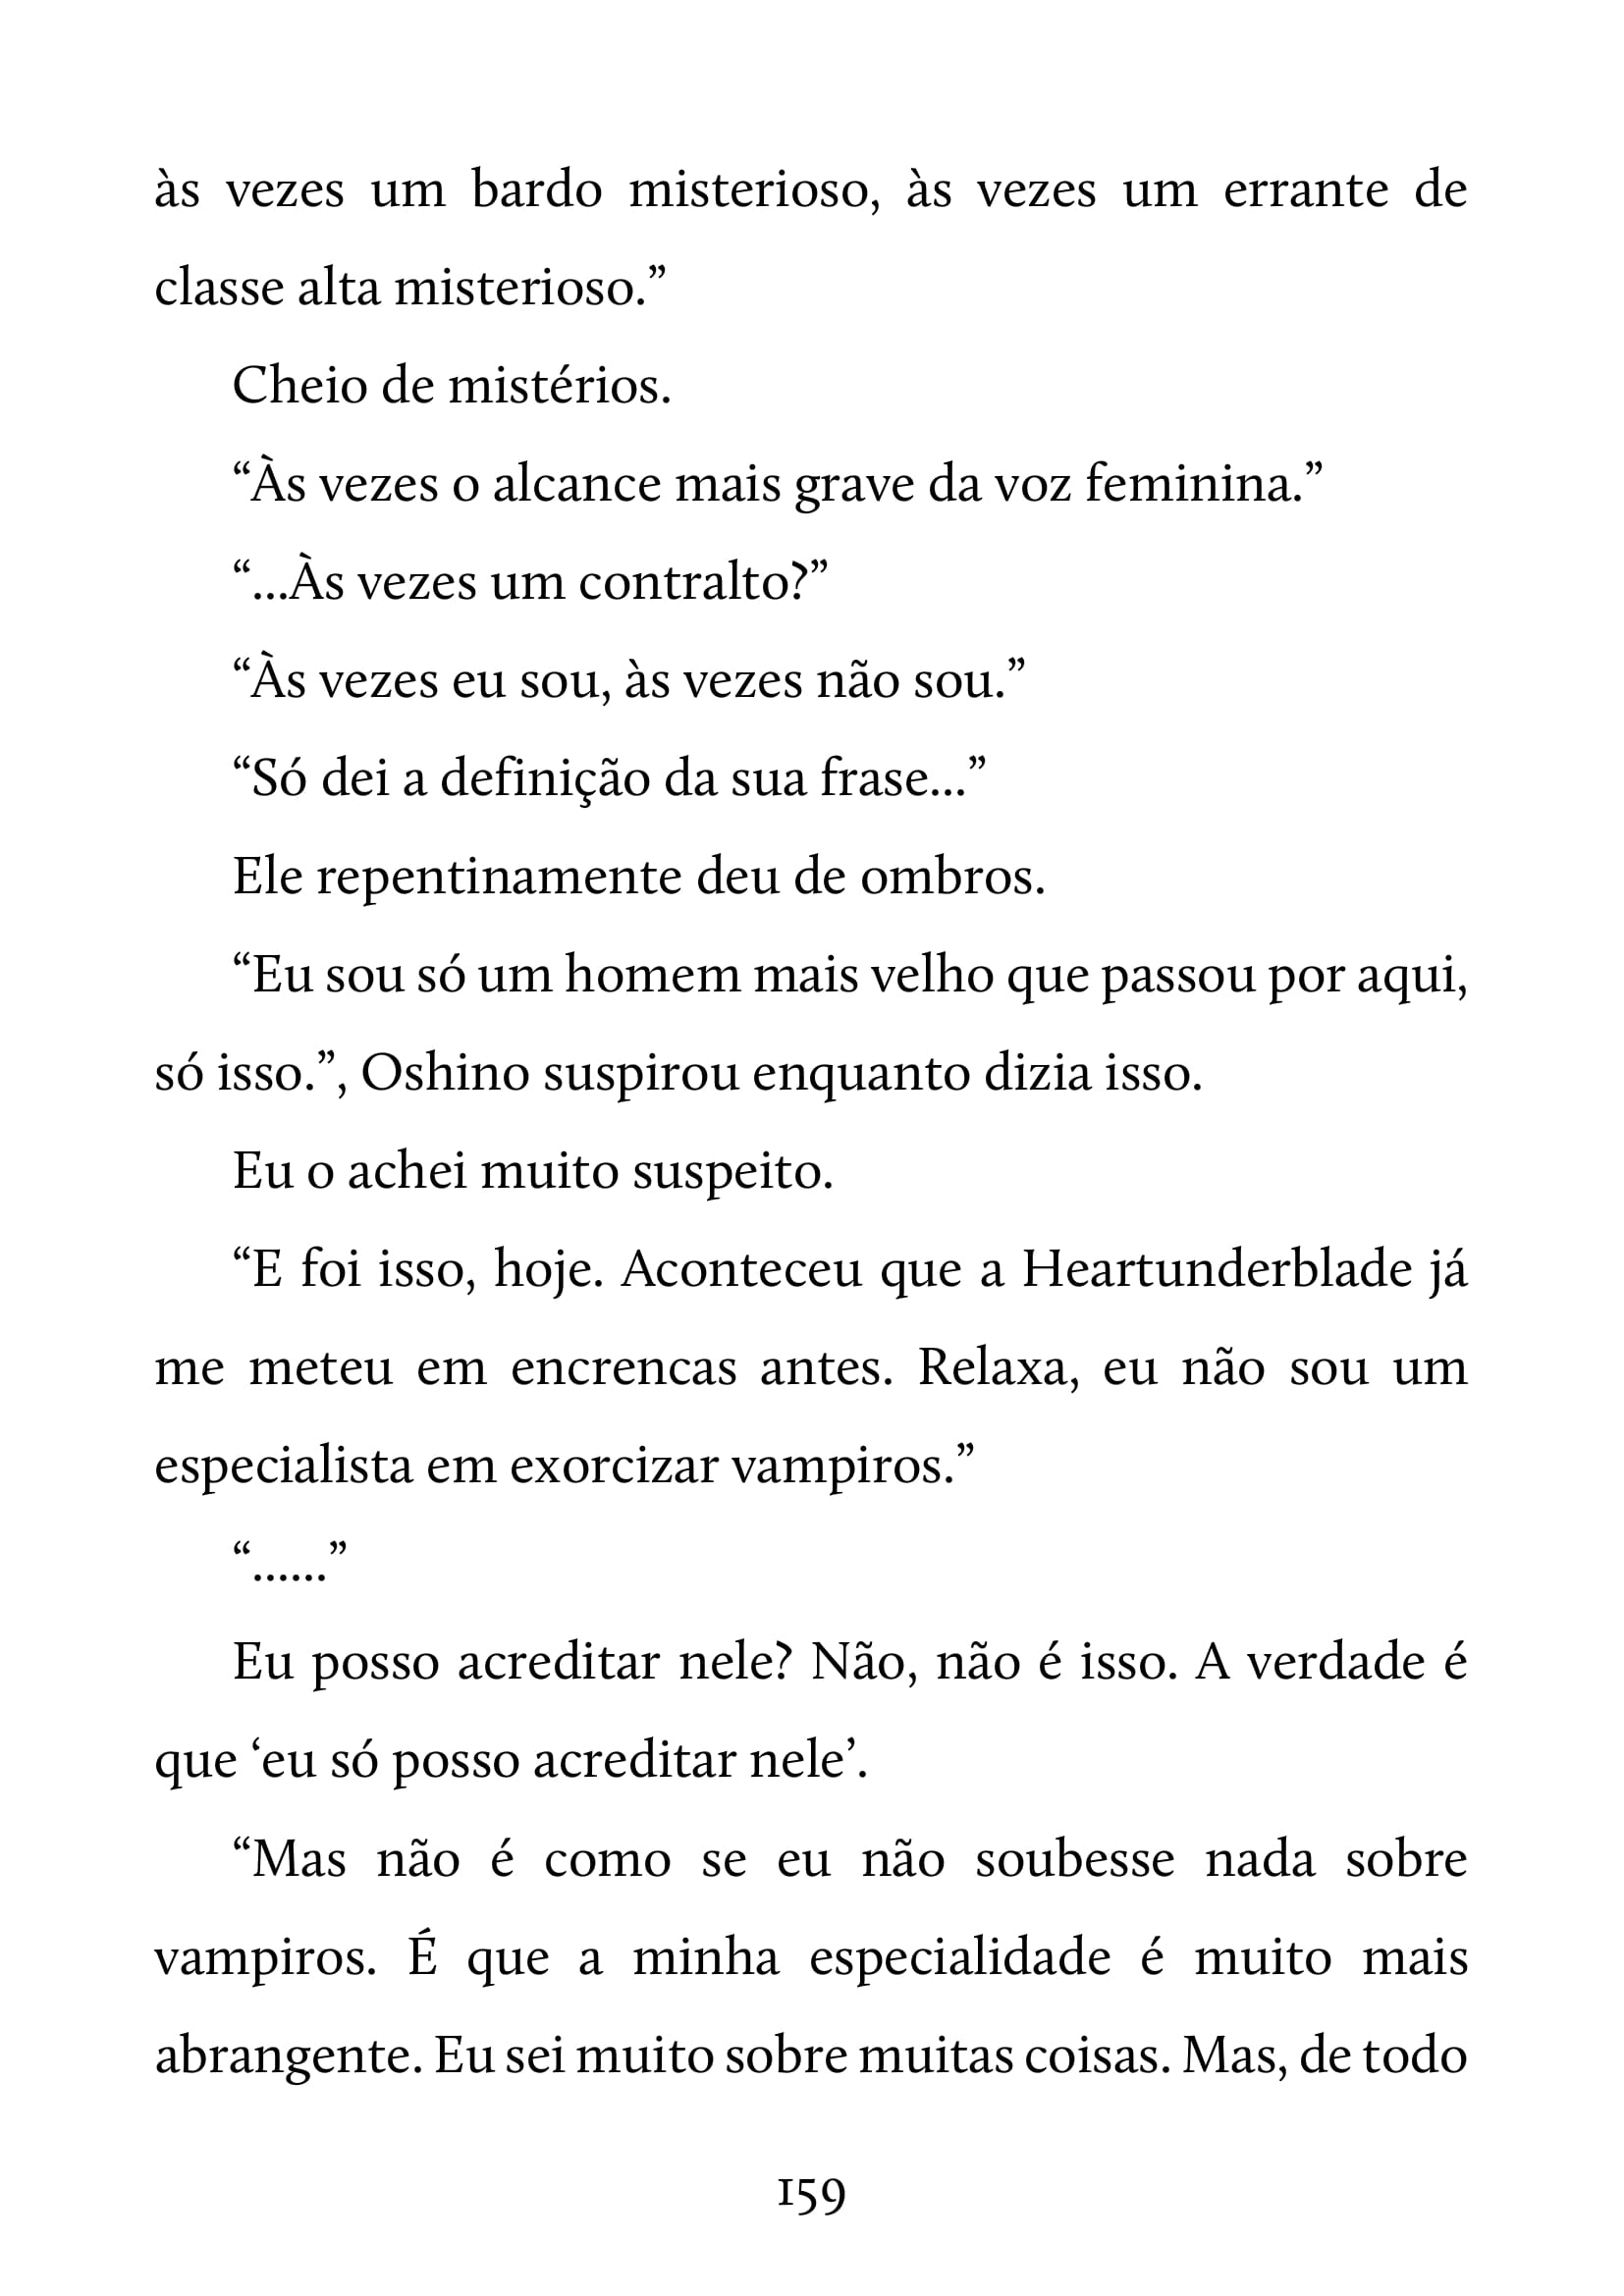 às vezes um bardo misterioso, às vezes um errante de
classe alta misterioso.”
Cheio de mistérios.
“Às vezes o alcance mais grave da voz feminina.”
“...Às vezes um contralto?”
“Às vezes eu sou, às vezes não sou.”
“Só dei a definição da sua frase...”
Ele repentinamente deu de ombros.
“Eu sou só um homem mais velho que passou por aqui,
só isso.”, Oshino suspirou enquanto dizia isso.
Eu o achei muito suspeito.
“E foi isso, hoje. Aconteceu que a Heartunderblade já
me meteu em encrencas antes. Relaxa, eu não sou um
especialista em exorcizar vampiros.”
“......”
Eu posso acreditar nele? Não, não é isso. A verdade é
que ‘eu só posso acreditar nele’.
“Mas não é como se eu não soubesse nada sobre
vampiros. É que a minha especialidade é muito mais
abrangente. Eu sei muito sobre muitas coisas. Mas, de todo
159